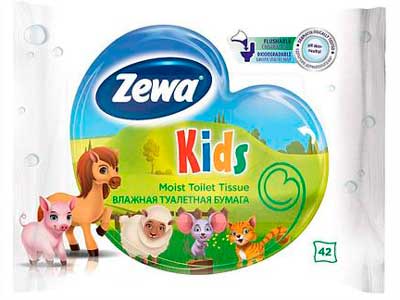 FLUSHABLE
BIODEGRADABLE
Zewa
Kids
Moist Toilet Tissue
ВЛАЖНАЯ ТУАЛЕТНАЯ БУМАГА
42